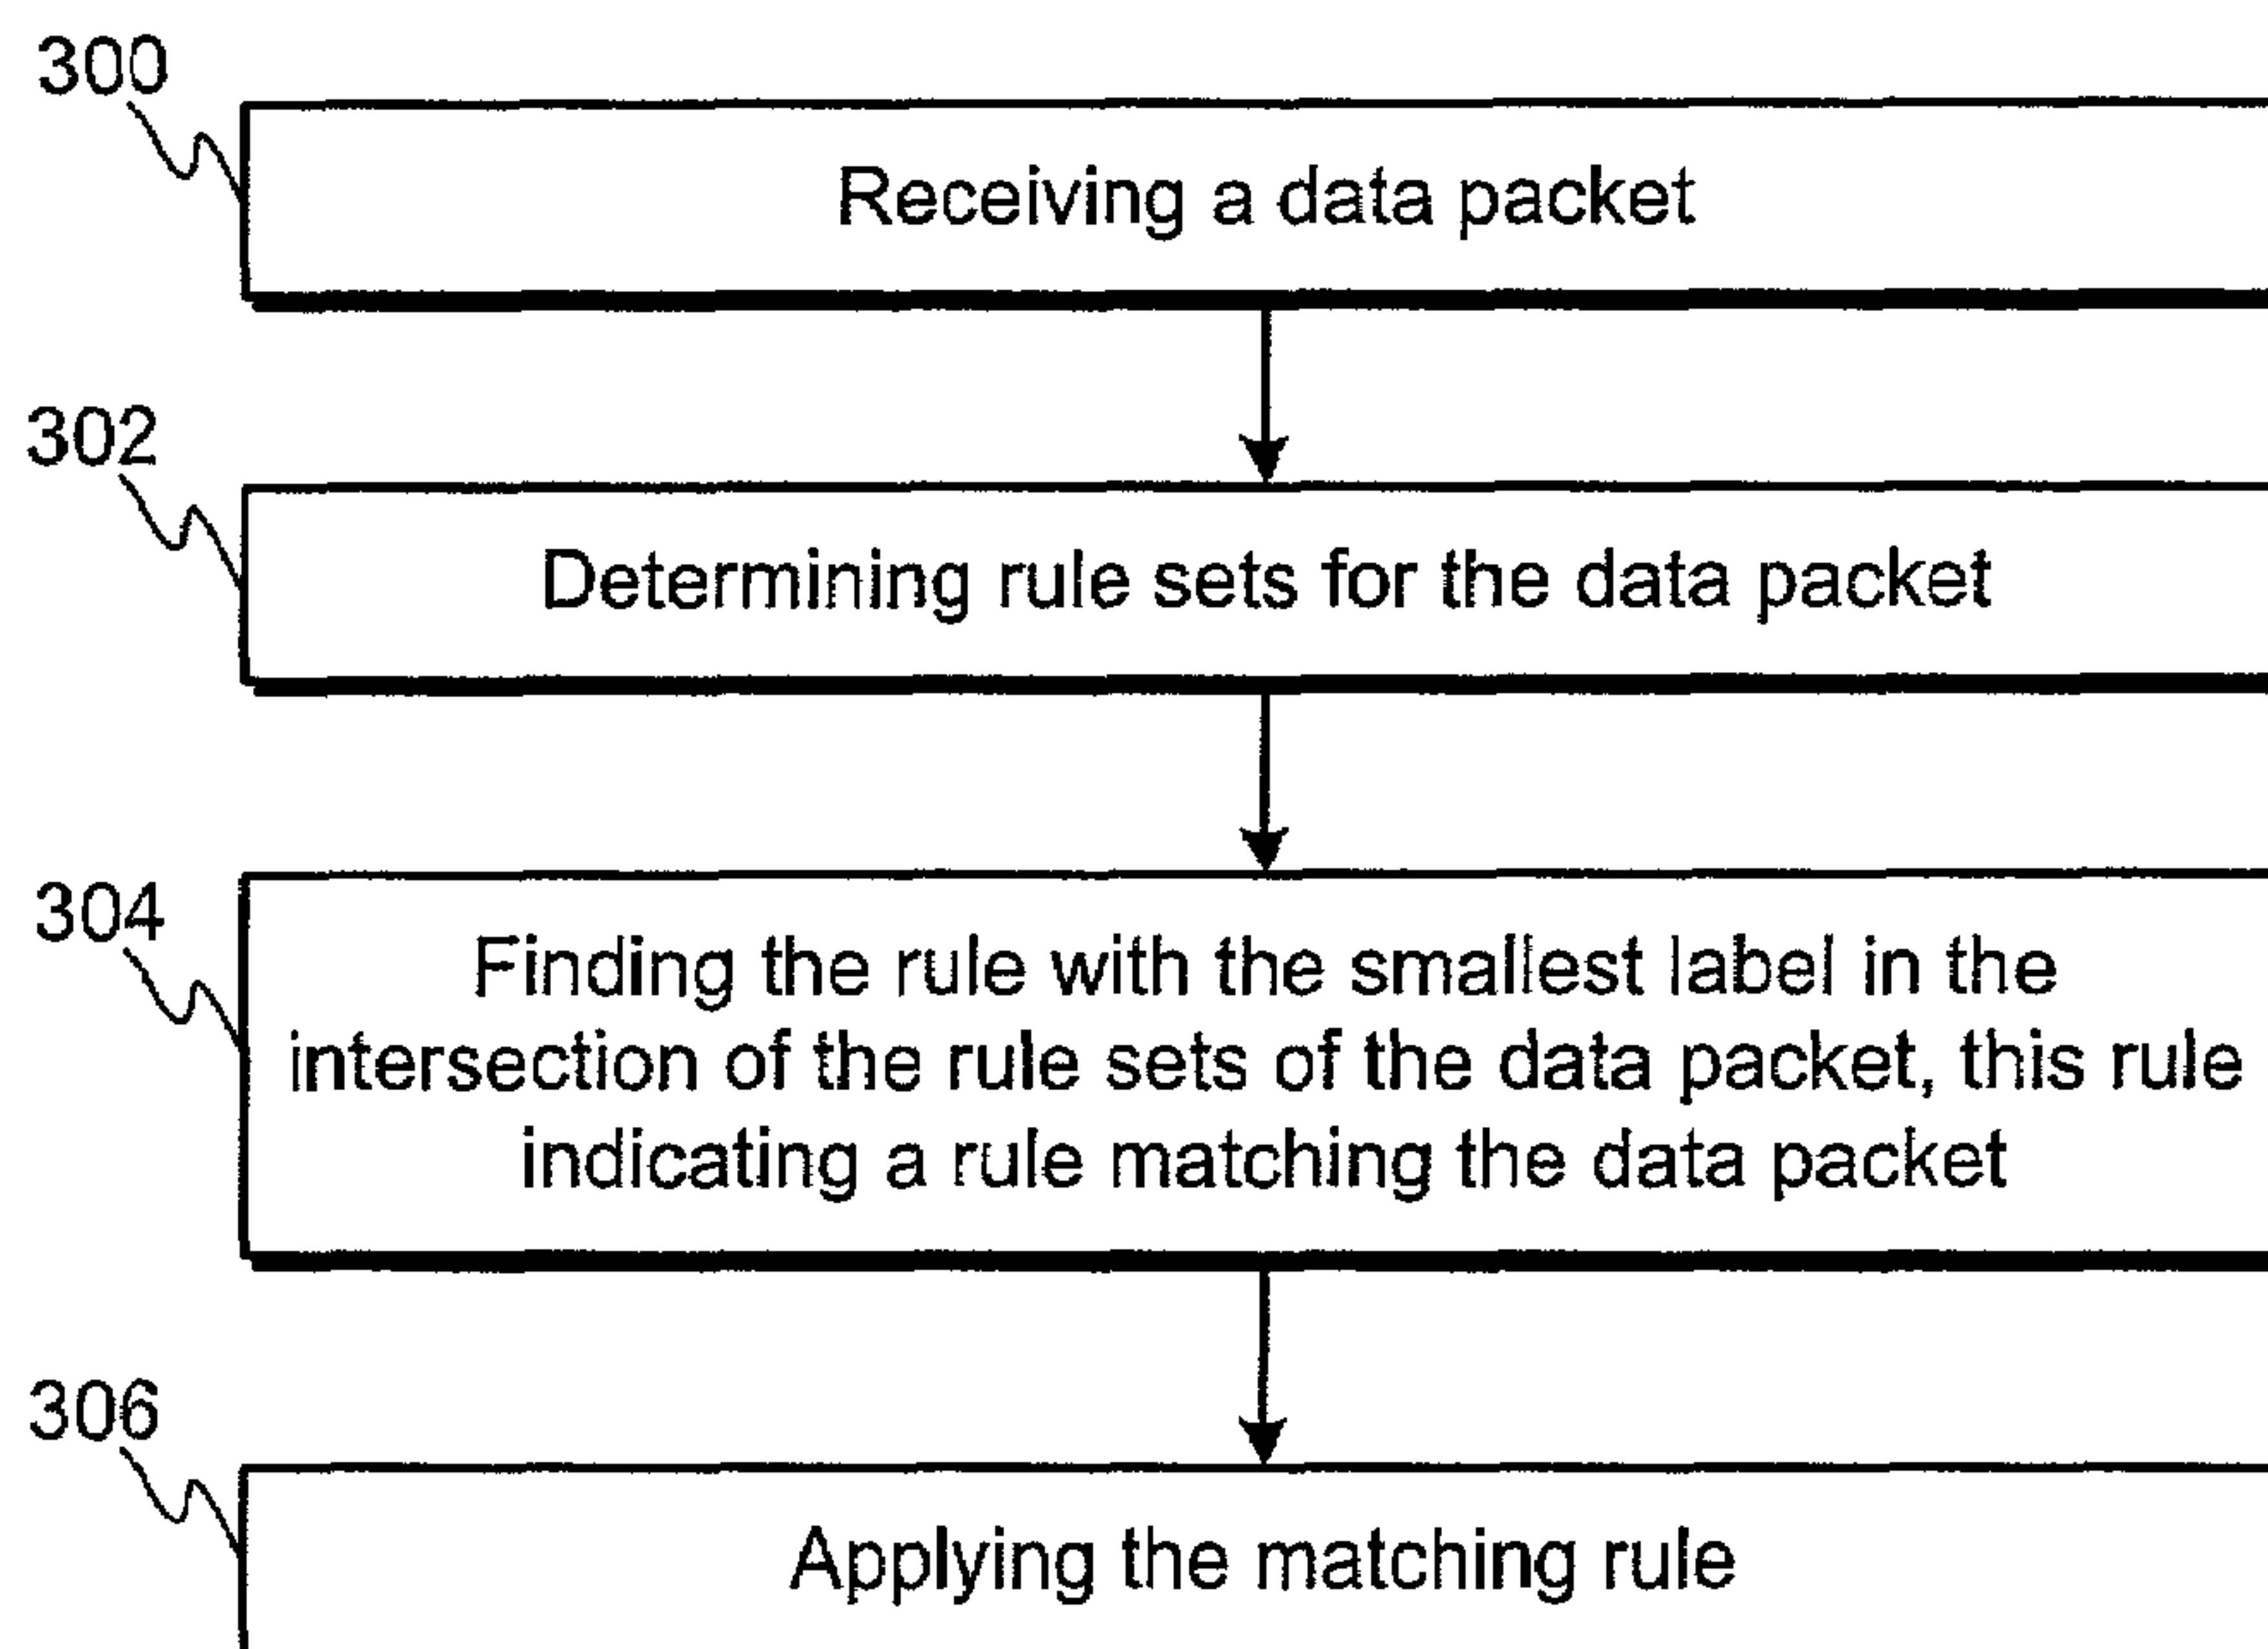 300
Receiving a data packet
302
Determining rule sets for the data packet
304
Finding the rule with the smallest label in the
intersection of the rule sets of the data packet, this rule
indicating a rule matching the data packet
306
Applying the matching rule